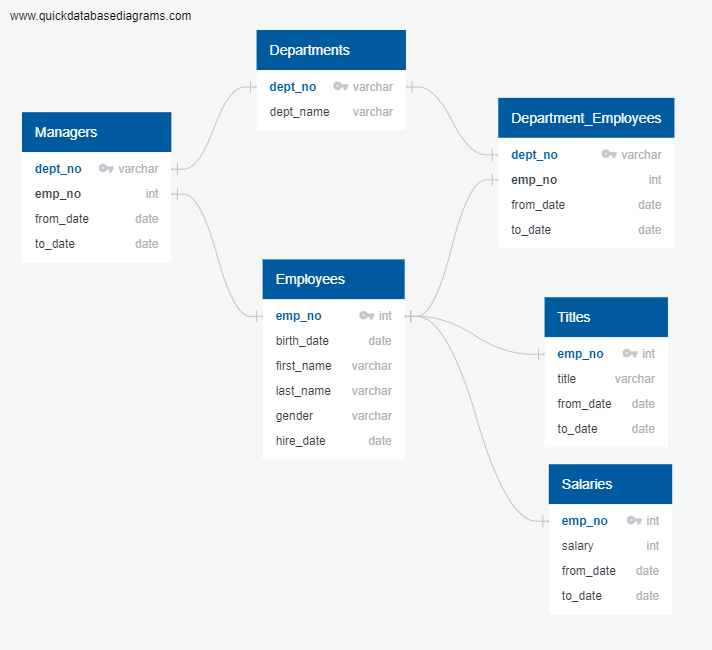 www.quickdatabasediagrams.com
Departments
dept_no varchar
dept_name varchar
Managers
dept_no varchar
emp_no int
from_date date
to_date date
Department_Employees
dept_no varchar
emp_no int
from_date date
to_date date
Employees
emp_no int
birth_date date
first_name varchar
last_name varchar
gender varchar
hire_date date
Titles
emp_no int
title varchar
from_date date
to_date date
Salaries
emp_no int
salary int
from_date date
to_date date